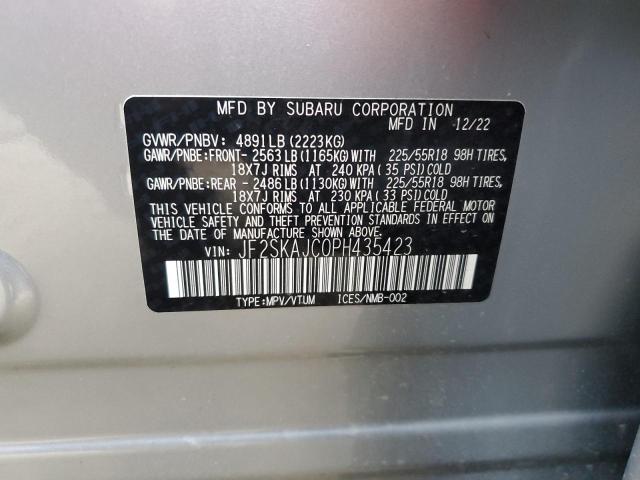 MFD BY SUBARU CORPORATION
MFD IN 12/22
GVWR/PNBV: 4891LB(2223KG)
GAWR/PNBE:FRONT-2563LB(1165KG)WITH 225/55R18 98H TIRES,
18X7J RIMS AT 240 KPA(35 PSI)COLD
GAWR/PNBE:REAR -2486LB(1130KG)WITH 225/55R18 98H TIRES,
18X7J RIMS AT 230 KPA(33 PSI)COLD
THIS VEHICLE CONFORMS TO ALL APPLICABLE FEDERAL MOTOR
VEHICLE SAFETY AND THEFT PREVENTION STANDARDS IN EFFECT ON
THE DATE OF MANUFACTURE SHOWN ABOVE.
VIN: JF2SKAJC0PH435423
TYPE:MPV/VTUM ICES/NMB-002